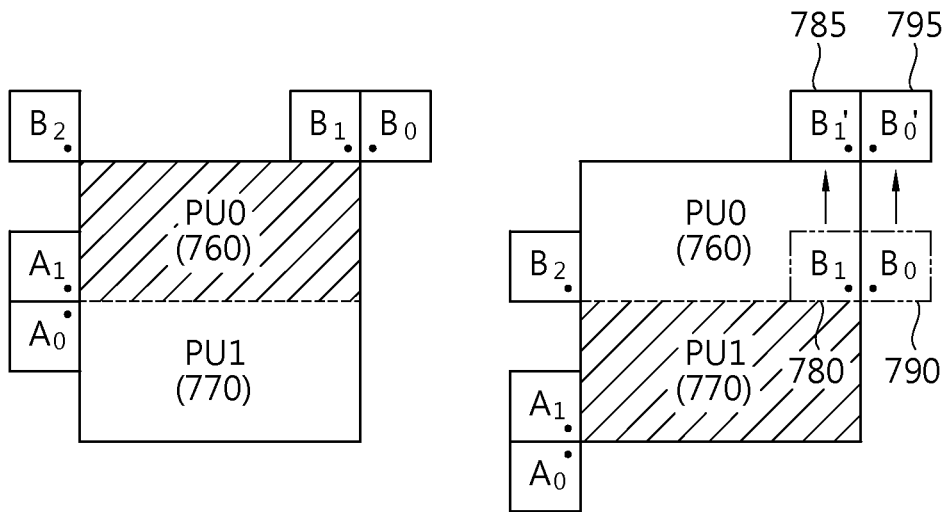 785 795
B2 B1 B0 B1' B0'
PU0 PU0
(760) (760)
A1 B2 B1 B0
A0
PU1 PU1
(770) (770) 780 790
A1
A0